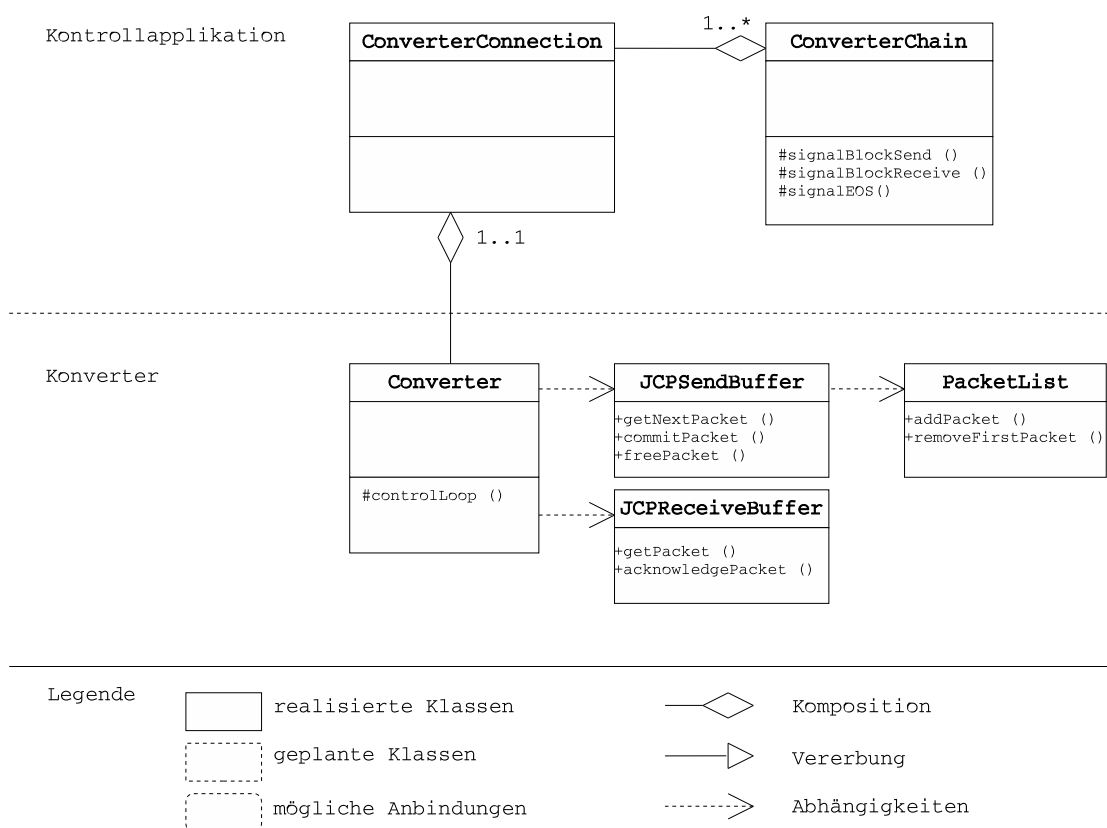 Kontrollapplikation
ConverterConnection
1..*
ConverterChain
#signalBlockSend ()
#signalBlockReceive ()
#signalEOS()
1..1
Konverter
Converter
#controlLoop ()
JCPSendBuffer
+getNextPacket ()
+commitPacket ()
+freePacket ()
PacketList
+addPacket ()
+removeFirstPacket ()
JCPReceiveBuffer
+getPacket ()
+acknowledgePacket ()
Legende
realisierte Klassen
geplante Klassen
mögliche Anbindungen
Komposition
Vererbung
Abhängigkeiten